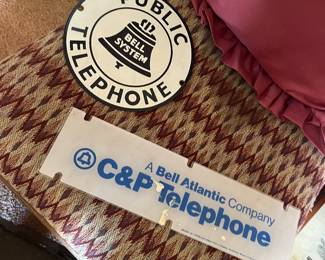 PUBLIC
BELL
SYSTEM
TELEPHONE
A Bell Atlantic Company
C&P Telephone